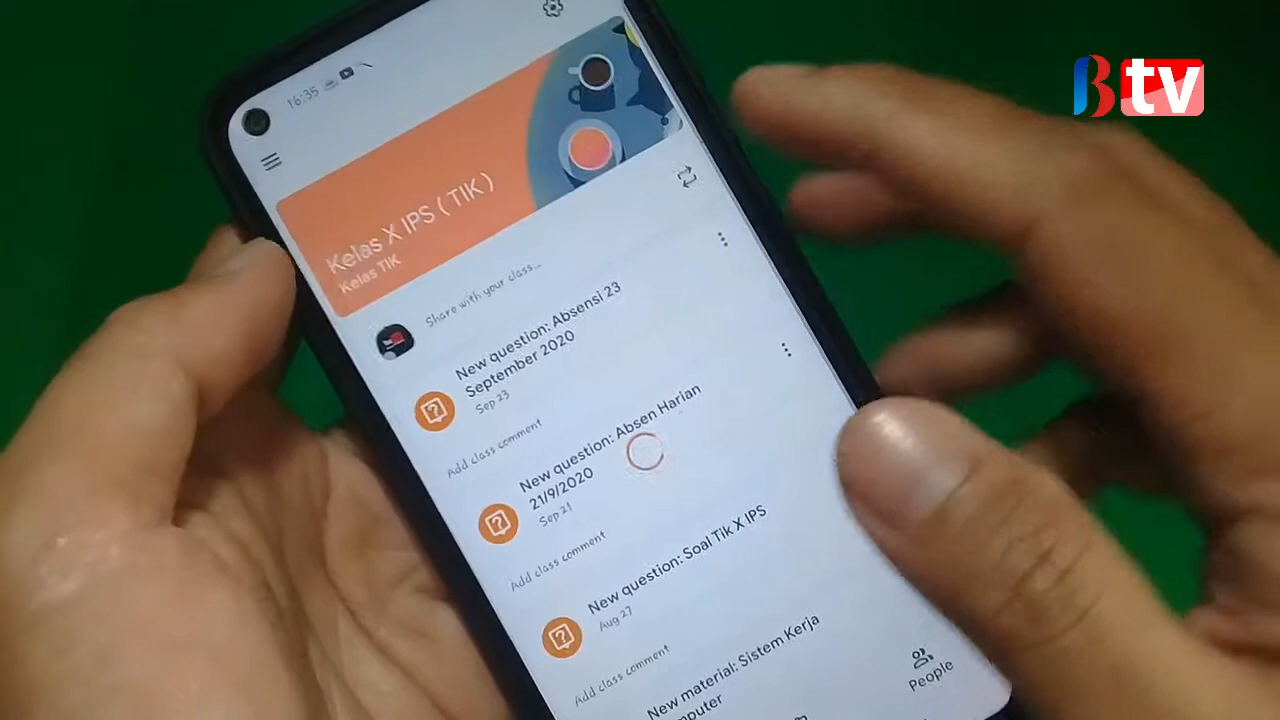 Btv
16:35
Kelas X IPS ( TIK )
Kelas TIK
Share with your class...
New question: Absensi 23
September 2020
Sep 23
Add class comment
New question: Absen Harian
21/9/2020
Sep 21
Add class comment
New question: Soal Tik X IPS
Aug 27
Add class comment
New material: Sistem Kerja
People